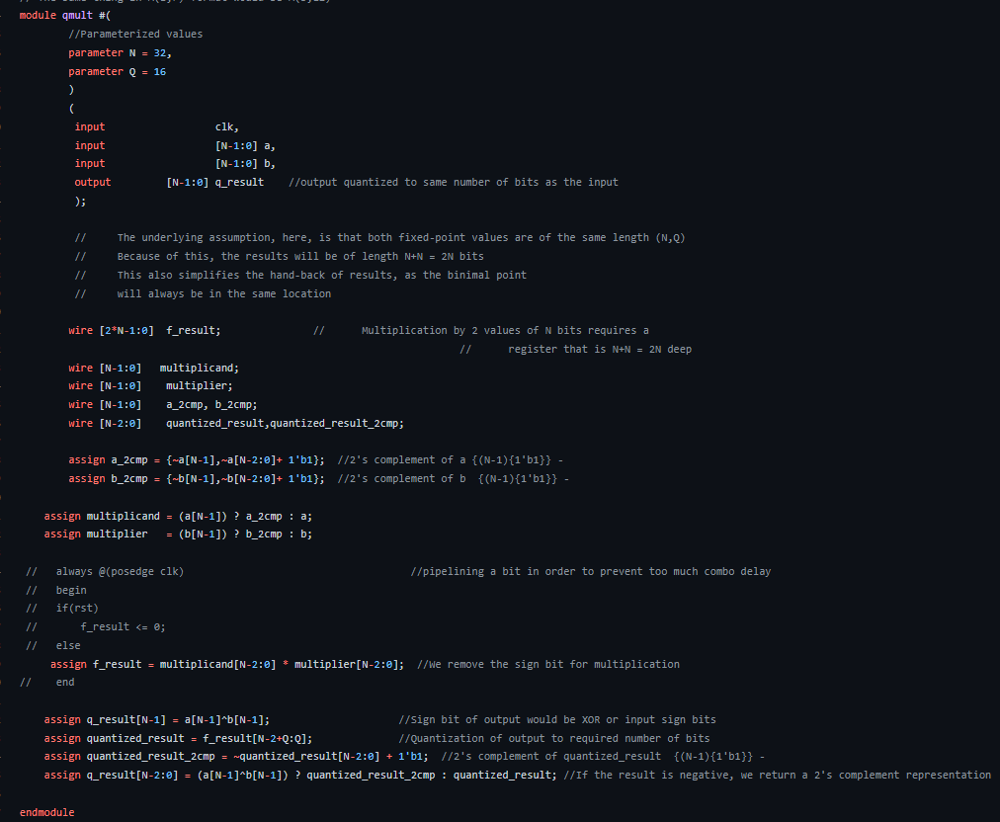 module qmult #(
//Parameterized values
parameter N = 32,
parameter Q = 16
)
(
input clk,
input [N-1:0] a,
input [N-1:0] b,
output [N-1:0] q_result //output quantized to same number of bits as the input
);
// The underlying assumption, here, is that both fixed-point values are of the same length (N,Q)
// Because of this, the results will be of length N+N = 2N bits
// This also simplifies the hand-back of results, as the binimal point
// will always be in the same location
wire [2*N-1:0] f_result; // Multiplication by 2 values of N bits requires a
// register that is N+N = 2N deep
wire [N-1:0] multiplicand;
wire [N-1:0] multiplier;
wire [N-1:0] a_2cmp, b_2cmp;
wire [N-2:0] quantized_result,quantized_result_2cmp;
assign a_2cmp = {~a[N-1],~a[N-2:0]+ 1'b1}; //2's complement of a {(N-1){1'b1}} -
assign b_2cmp = {~b[N-1],~b[N-2:0]+ 1'b1}; //2's complement of b {(N-1){1'b1}} -
assign multiplicand = (a[N-1]) ? a_2cmp : a;
assign multiplier = (b[N-1]) ? b_2cmp : b;
// always @(posedge clk) //pipelining a bit in order to prevent too much combo delay
// begin
// if(rst)
// f_result <= 0;
// else
assign f_result = multiplicand[N-2:0] * multiplier[N-2:0]; //We remove the sign bit for multiplication
// end
assign q_result[N-1] = a[N-1]^b[N-1]; //Sign bit of output would be XOR or input sign bits
assign quantized_result = f_result[N-2+Q:Q]; //Quantization of output to required number of bits
assign quantized_result_2cmp = ~quantized_result[N-2:0] + 1'b1; //2's complement of quantized_result {(N-1){1'b1}} -
assign q_result[N-2:0] = (a[N-1]^b[N-1]) ? quantized_result_2cmp : quantized_result; //If the result is negative, we return a 2's complement representation
endmodule